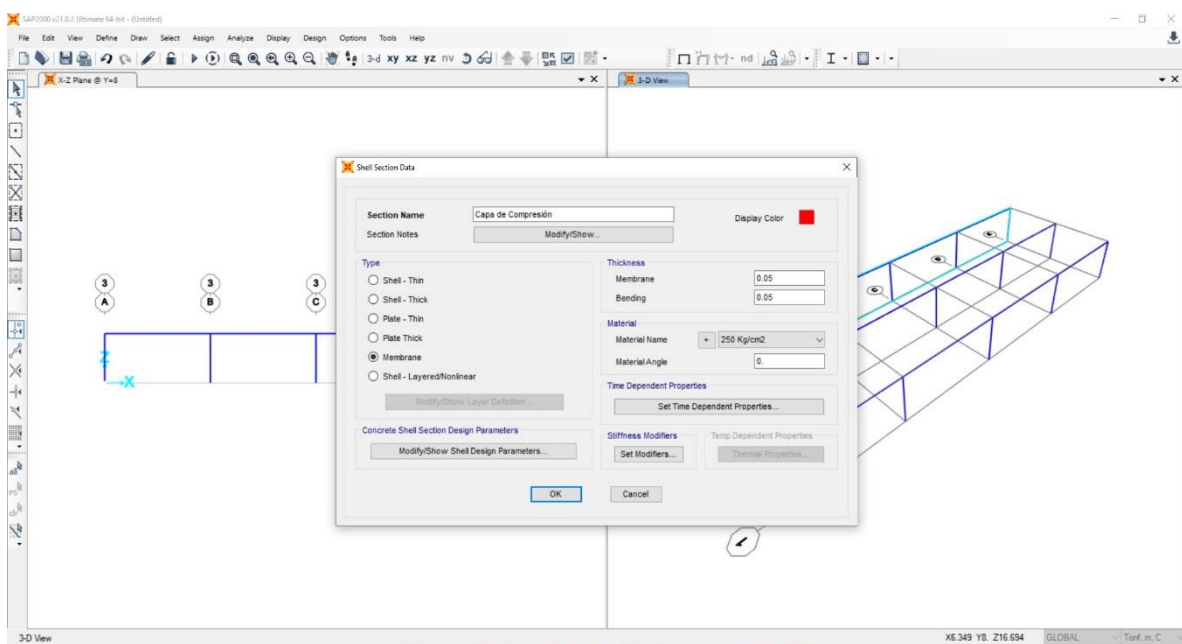 SAP2000 v21.0.2 Ultimate 64-bit - (Untitled)
File Edit View Define Draw Select Assign Analyze Display Design Options Tools Help
3-d xy xz yz nv
nd
X-Z Plane @ Y=8
3-D View
Shell Section Data
Section Name Capa de Compresión Display Color
Section Notes Modify/Show...
Type
Shell - Thin
Shell - Thick
Plate - Thin
Plate Thick
Membrane
Shell - Layered/Nonlinear
Modify/Show Layer Definition...
Concrete Shell Section Design Parameters
Modify/Show Shell Design Parameters...
Thickness
Membrane 0.05
Bending 0.05
Material
Material Name + 250 Kg/cm2
Material Angle 0.
Time Dependent Properties
Set Time Dependent Properties...
Stiffness Modifiers
Set Modifiers...
Temp Dependent Properties
Thermal Properties...
OK Cancel
3 3 3
A B C
Z
X
all
3-D View X6.349 Y8. Z16.694 GLOBAL Tonf, m, C